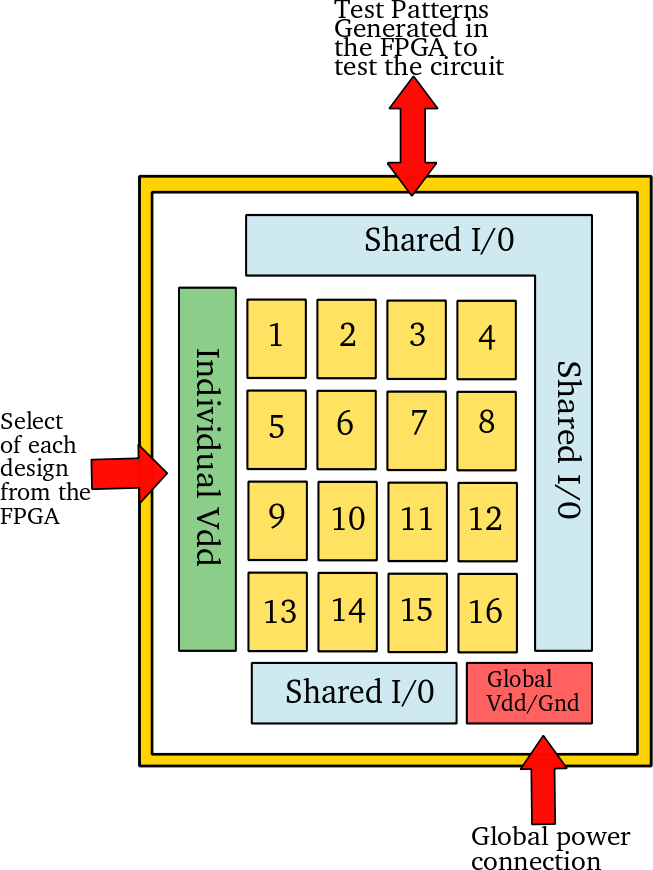 Test Patterns
Generated in
the FPGA to
test the circuit
Shared I/0
Individual Vdd
1 2 3 4
5 6 7 8
9 10 11 12
13 14 15 16
Shared I/0
Select
of each
design
from the
FPGA
Shared I/0
Global
Vdd/Gnd
Global power
connection